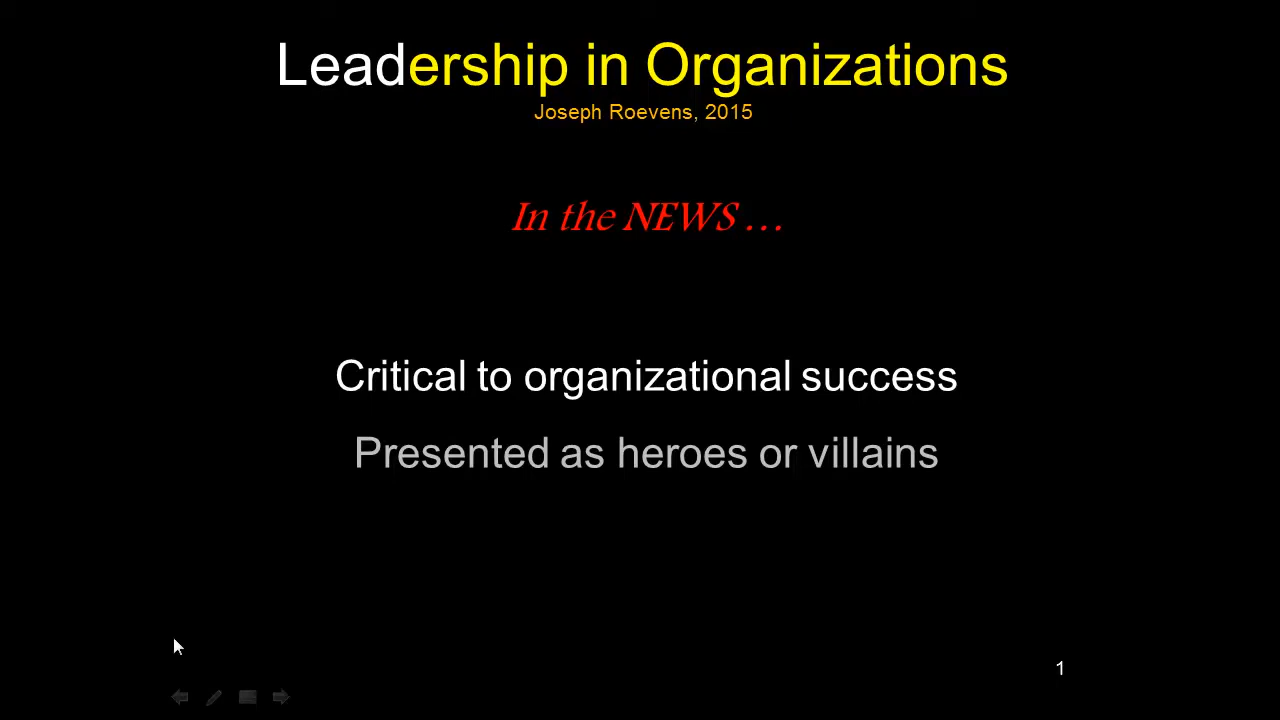 Leadership in Organizations
Joseph Roevens, 2015
In the NEWS …
Critical to organizational success
Presented as heroes or villains
1